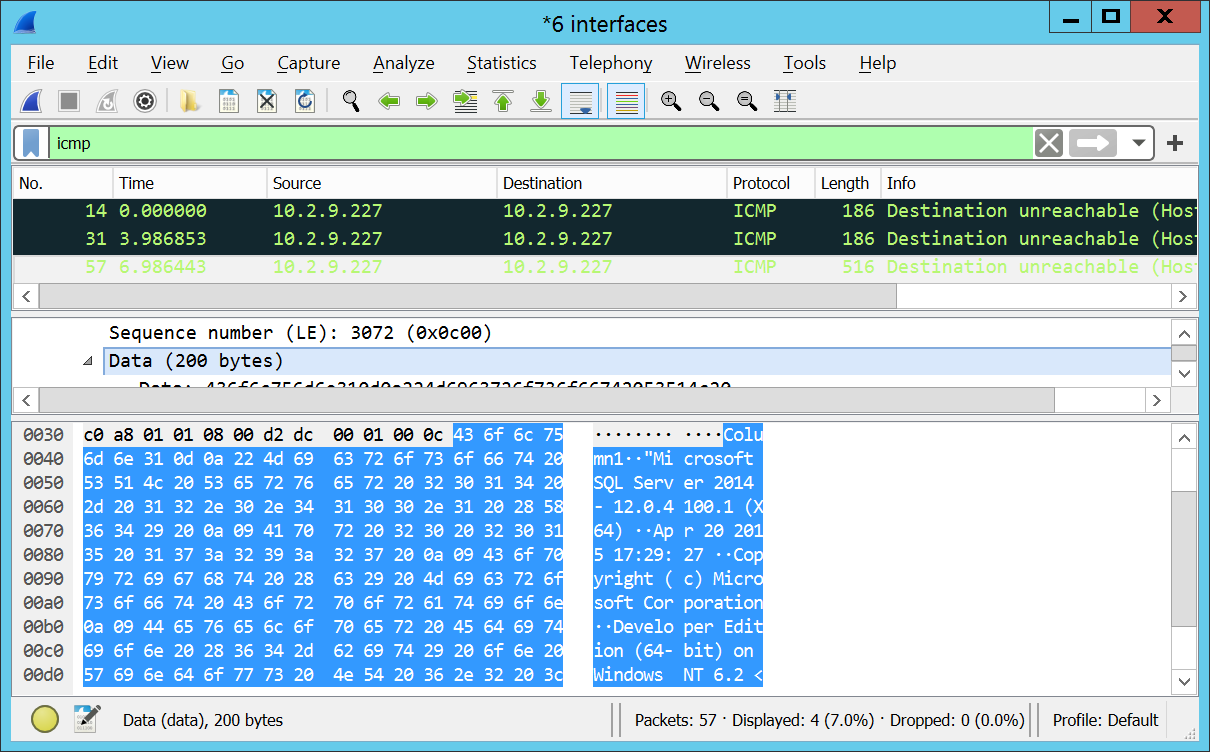 *6 interfaces
File Edit View Go Capture Analyze Statistics Telephony Wireless Tools Help
icmp
No. Time Source Destination Protocol Length Info
14 0.000000 10.2.9.227 10.2.9.227 ICMP 186 Destination unreachable (Hos
31 3.986853 10.2.9.227 10.2.9.227 ICMP 186 Destination unreachable (Hos
57 6.986443 10.2.9.227 10.2.9.227 ICMP 516 Destination unreachable (Hos
Sequence number (LE): 3072 (0x0c00)
Data (200 bytes)
0030 c0 a8 01 01 08 00 d2 dc 00 01 00 0c 43 6f 6c 75 ········ ····Colu
0040 6d 6e 31 0d 0a 22 4d 69 63 72 6f 73 6f 66 74 20 mn1··"Mi crosoft
0050 53 51 4c 20 53 65 72 76 65 72 20 32 30 31 34 20 SQL Serv er 2014
0060 2d 20 31 32 2e 30 2e 34 31 30 30 2e 31 20 28 58 - 12.0.4 100.1 (X
0070 36 34 29 20 0a 09 41 70 72 20 32 30 20 32 30 31 64) ··Ap r 20 201
0080 35 20 31 37 3a 32 39 3a 32 37 20 0a 09 43 6f 70 5 17:29: 27 ··Cop
0090 79 72 69 67 68 74 20 28 63 29 20 4d 69 63 72 6f yright ( c) Micro
00a0 73 6f 66 74 20 43 6f 72 70 6f 72 61 74 69 6f 6e soft Cor poration
00b0 0a 09 44 65 76 65 6c 6f 70 65 72 20 45 64 69 74 ··Develo per Edit
00c0 69 6f 6e 20 28 36 34 2d 62 69 74 29 20 6f 6e 20 ion (64- bit) on
00d0 57 69 6e 64 6f 77 73 20 4e 54 20 36 2e 32 20 3c Windows NT 6.2 <
Data (data), 200 bytes Packets: 57 · Displayed: 4 (7.0%) · Dropped: 0 (0.0%) Profile: Default